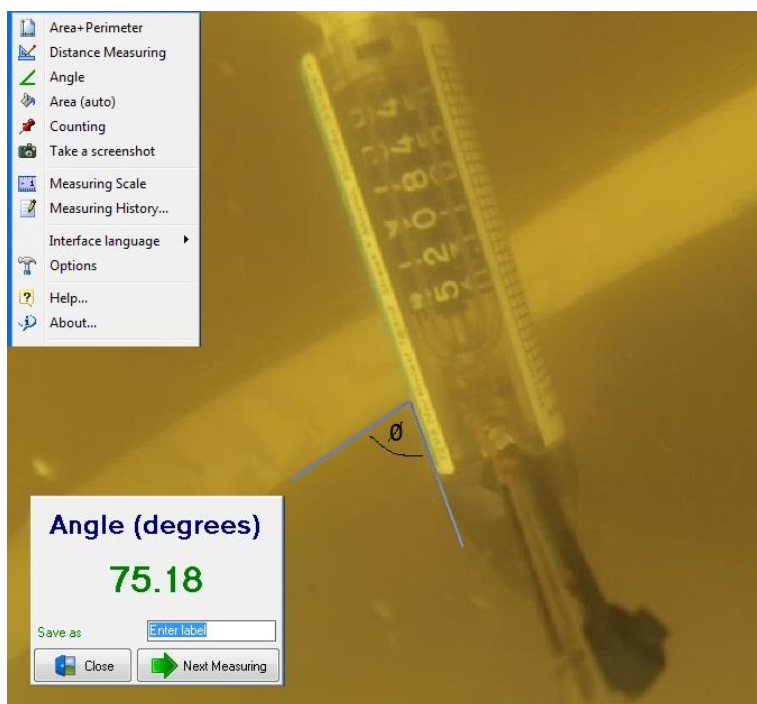 Area+Perimeter
Distance Measuring
Angle
Area (auto)
Counting
Take a screenshot
Measuring Scale
Measuring History...
Interface language
Options
Help...
About...
Ø
Angle (degrees)
75.18
Save as
Enter label
Close
Next Measuring